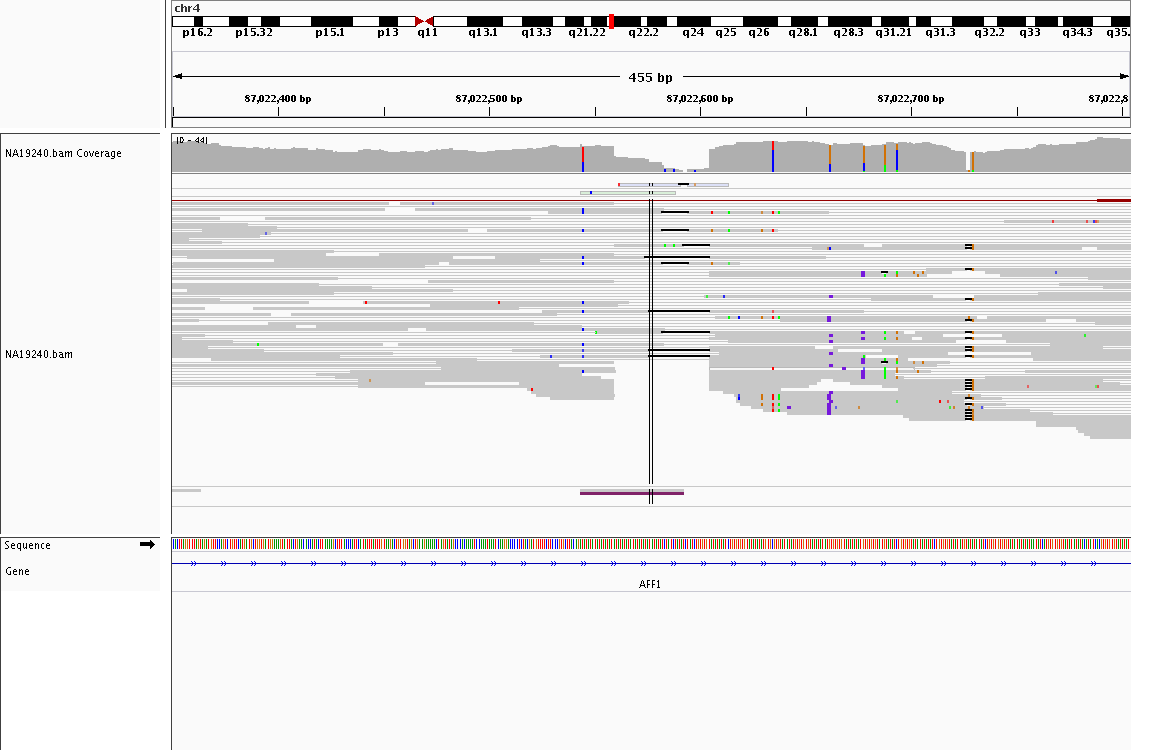 chr4
p16.2 p15.32 p15.1 p13 q11 q13.1 q13.3 q21.22 q22.2 q24 q25 q26 q28.1 q28.3 q31.21 q31.3 q32.2 q33 q34.3 q35.
455 bp
87,022,400 bp 87,022,500 bp 87,022,600 bp 87,022,700 bp 87,022,8
NA19240.bam Coverage
NA19240.bam
Sequence
Gene
AFF1